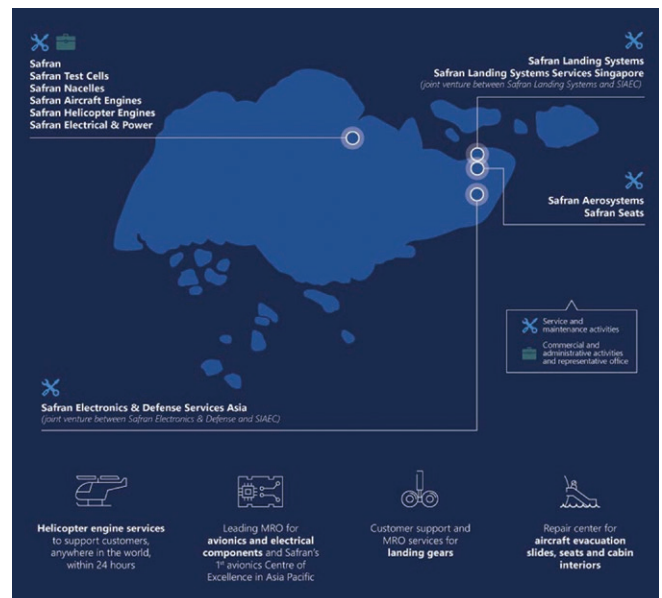 Safran
Safran Test Cells
Safran Nacelles
Safran Aircraft Engines
Safran Helicopter Engines
Safran Electrical & Power
Safran Landing Systems
Safran Landing Systems Services Singapore
(joint venture between Safran Landing Systems and SIAEC)
Safran Aerosystems
Safran Seats
Service and
maintenance activities
Commercial and
administrative activities
and representative office
Safran Electronics & Defense Services Asia
(joint venture between Safran Electronics & Defense and SIAEC)
Helicopter engine services
to support customers,
anywhere in the world,
within 24 hours
Leading MRO for
avionics and electrical
components and Safran's
1st avionics Centre of
Excellence in Asia Pacific
Customer support and
MRO services for
landing gears
Repair center for
aircraft evacuation
slides, seats and cabin
interiors